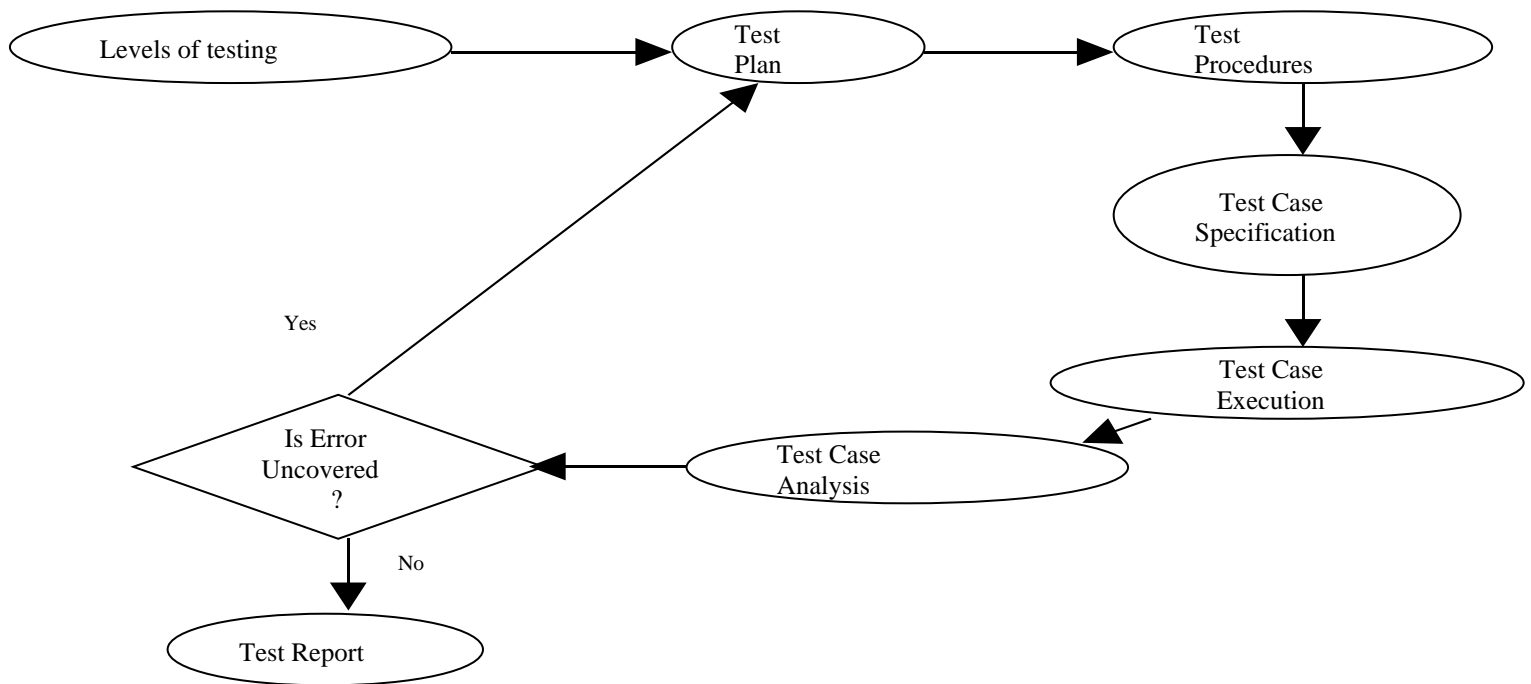 Levels of testing
Test
Plan
Test
Procedures
Test Case
Specification
Test Case
Execution
Test Case
Analysis
Is Error
Uncovered
?
Yes
No
Test Report